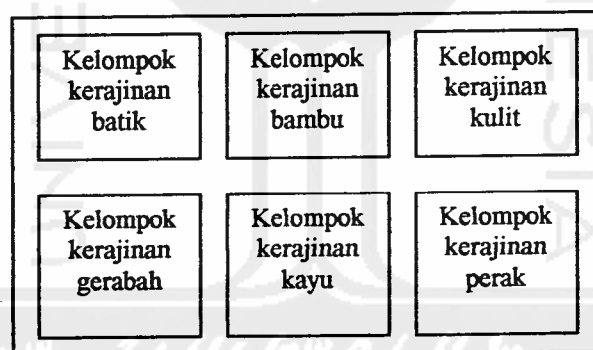 Kelompok
kerajinan
batik
Kelompok
kerajinan
bambu
Kelompok
kerajinan
kulit
Kelompok
kerajinan
gerabah
Kelompok
kerajinan
kayu
Kelompok
kerajinan
perak